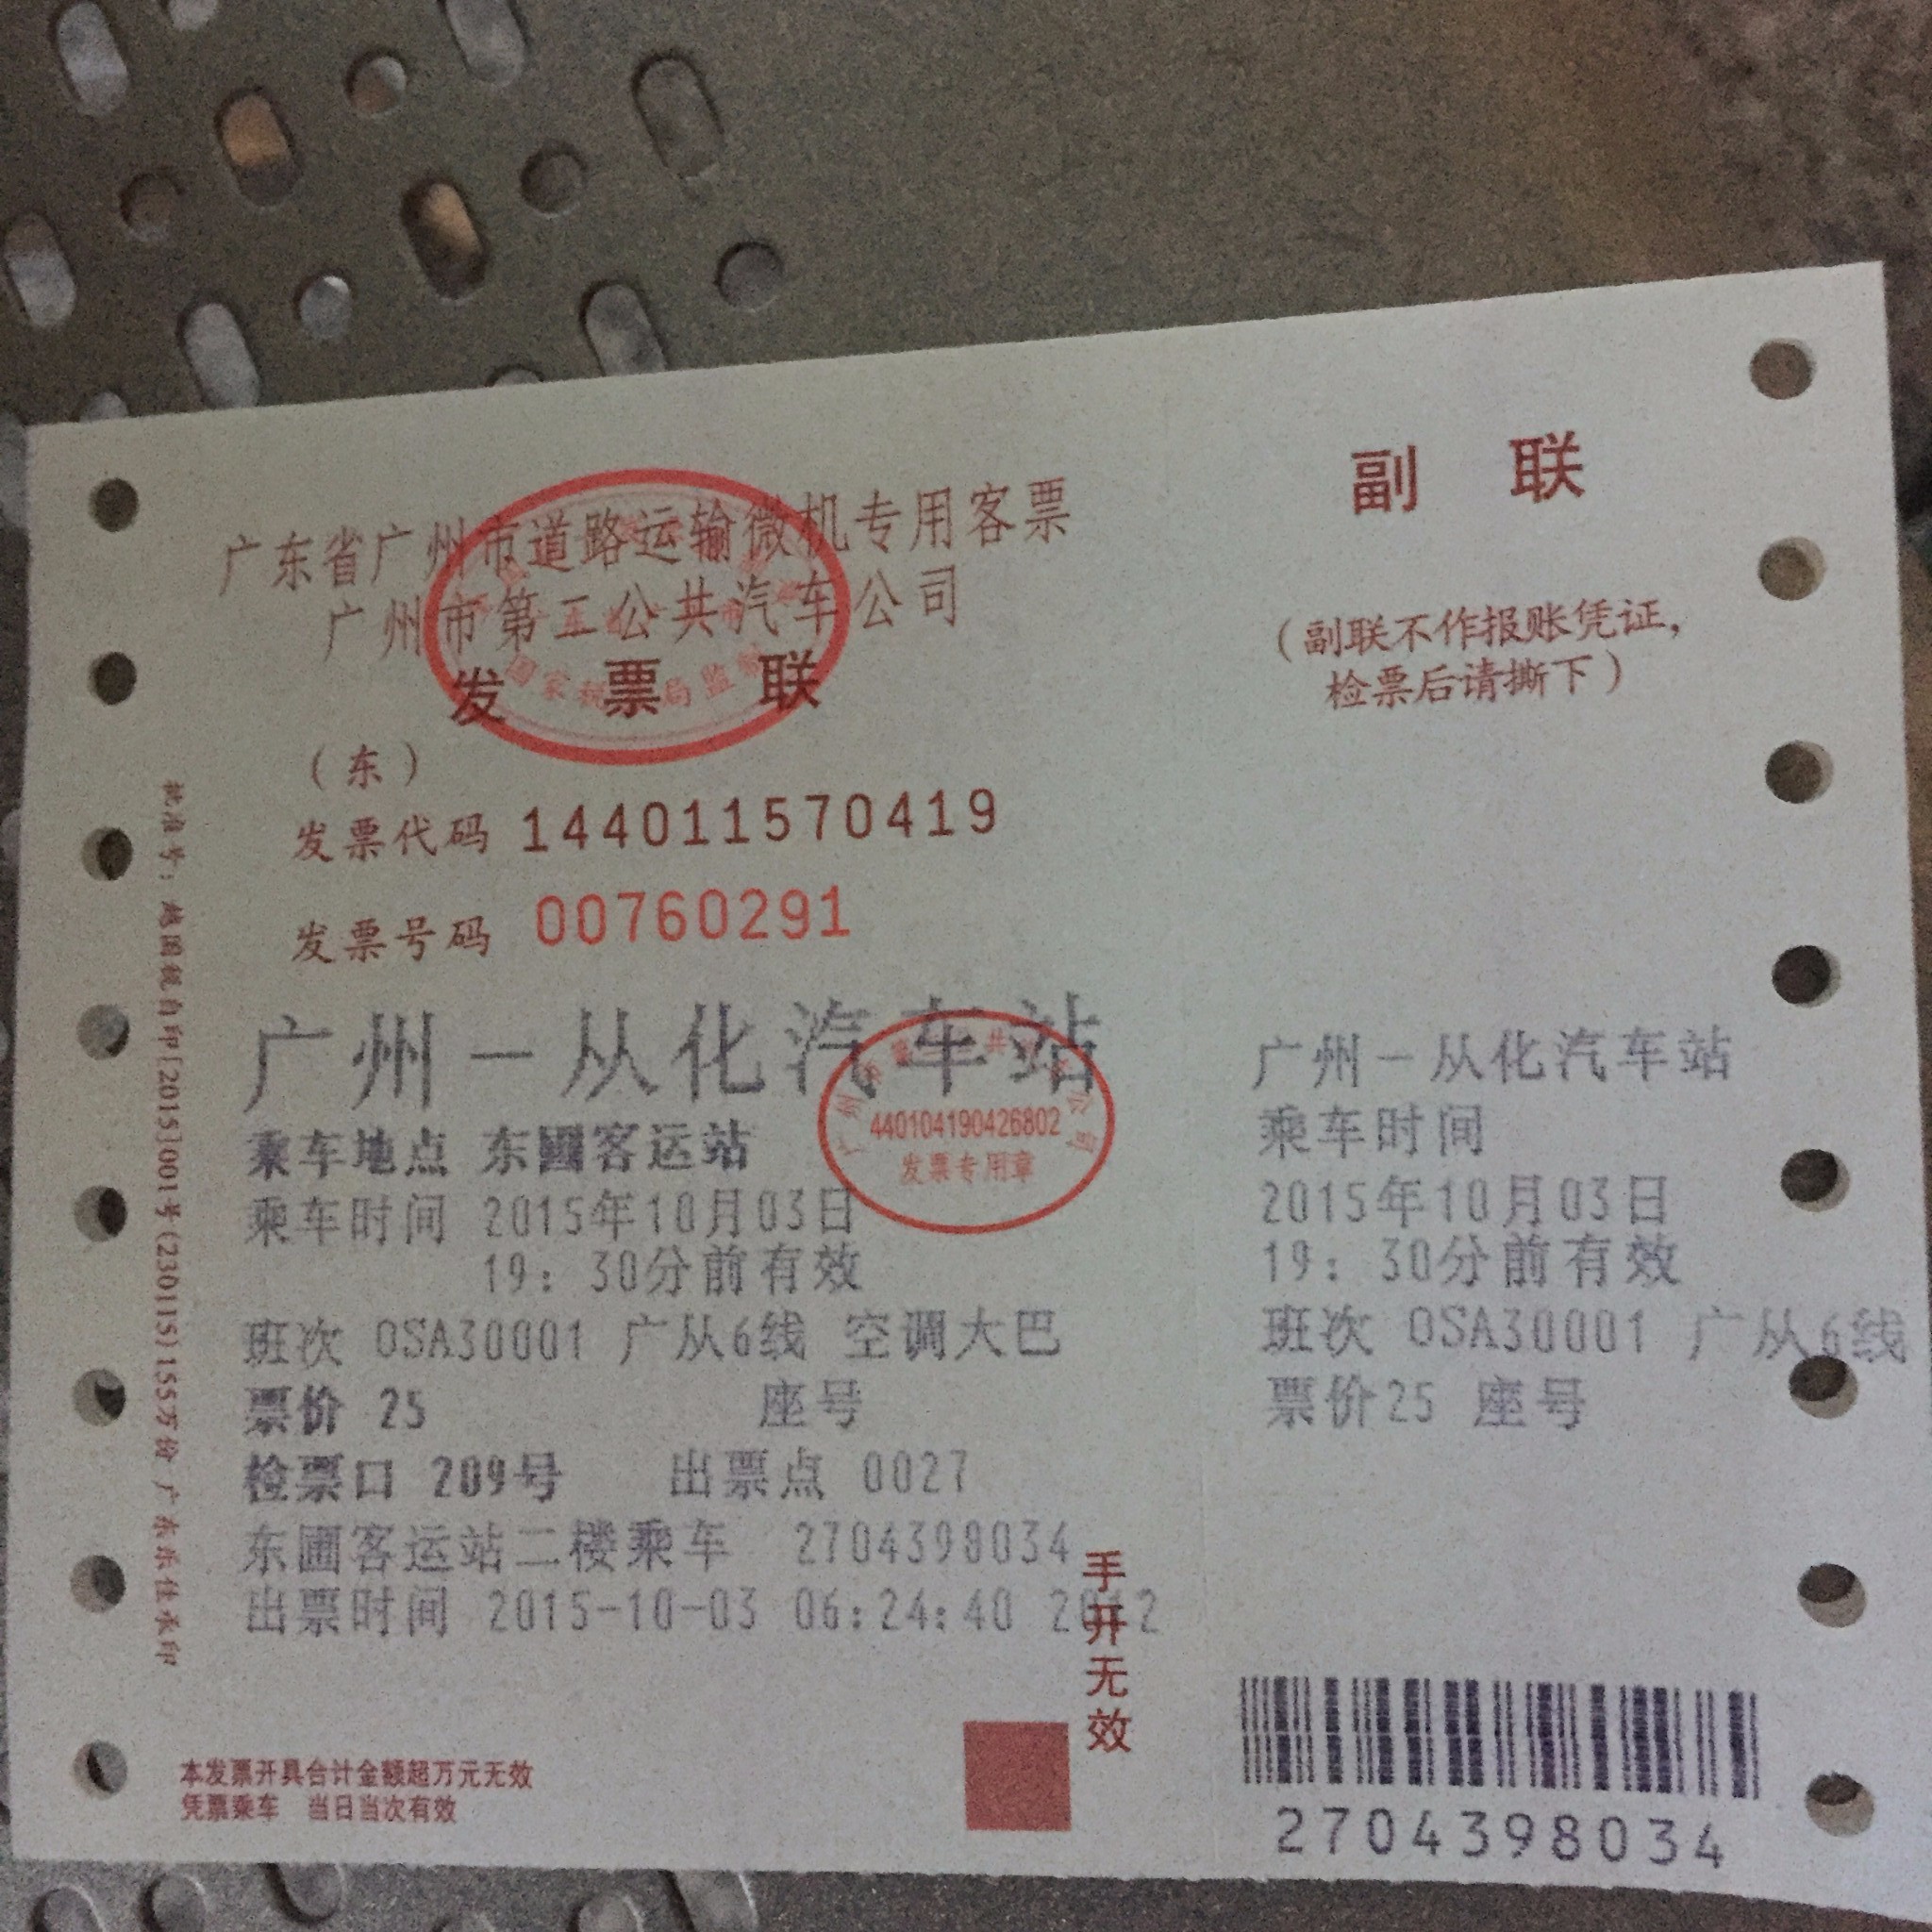 广东省广州市道路运输微机专用客票
广州市第二公共汽车公司
发 票 联
（东）
发票代码 144011570419
发票号码 00760291
广州－从化汽车站
440104190426802
发票专用章
乘车地点 东圃客运站
乘车时间 2015年10月03日
19：30分前有效
班次 OSA30001 广从6线 空调大巴
票价 25 座号
检票口 209号 出票点 0027
东圃客运站二楼乘车 2704398034
出票时间 2015-10-03 06:24:40 2012
手开无效
本发票开具合计金额超万元无效
凭票乘车 当日当次有效
副 联
（副联不作报账凭证，
检票后请撕下）
广州－从化汽车站
乘车时间
2015年10月03日
19：30分前有效
班次 OSA30001 广从6线
票价25 座号
2704398034